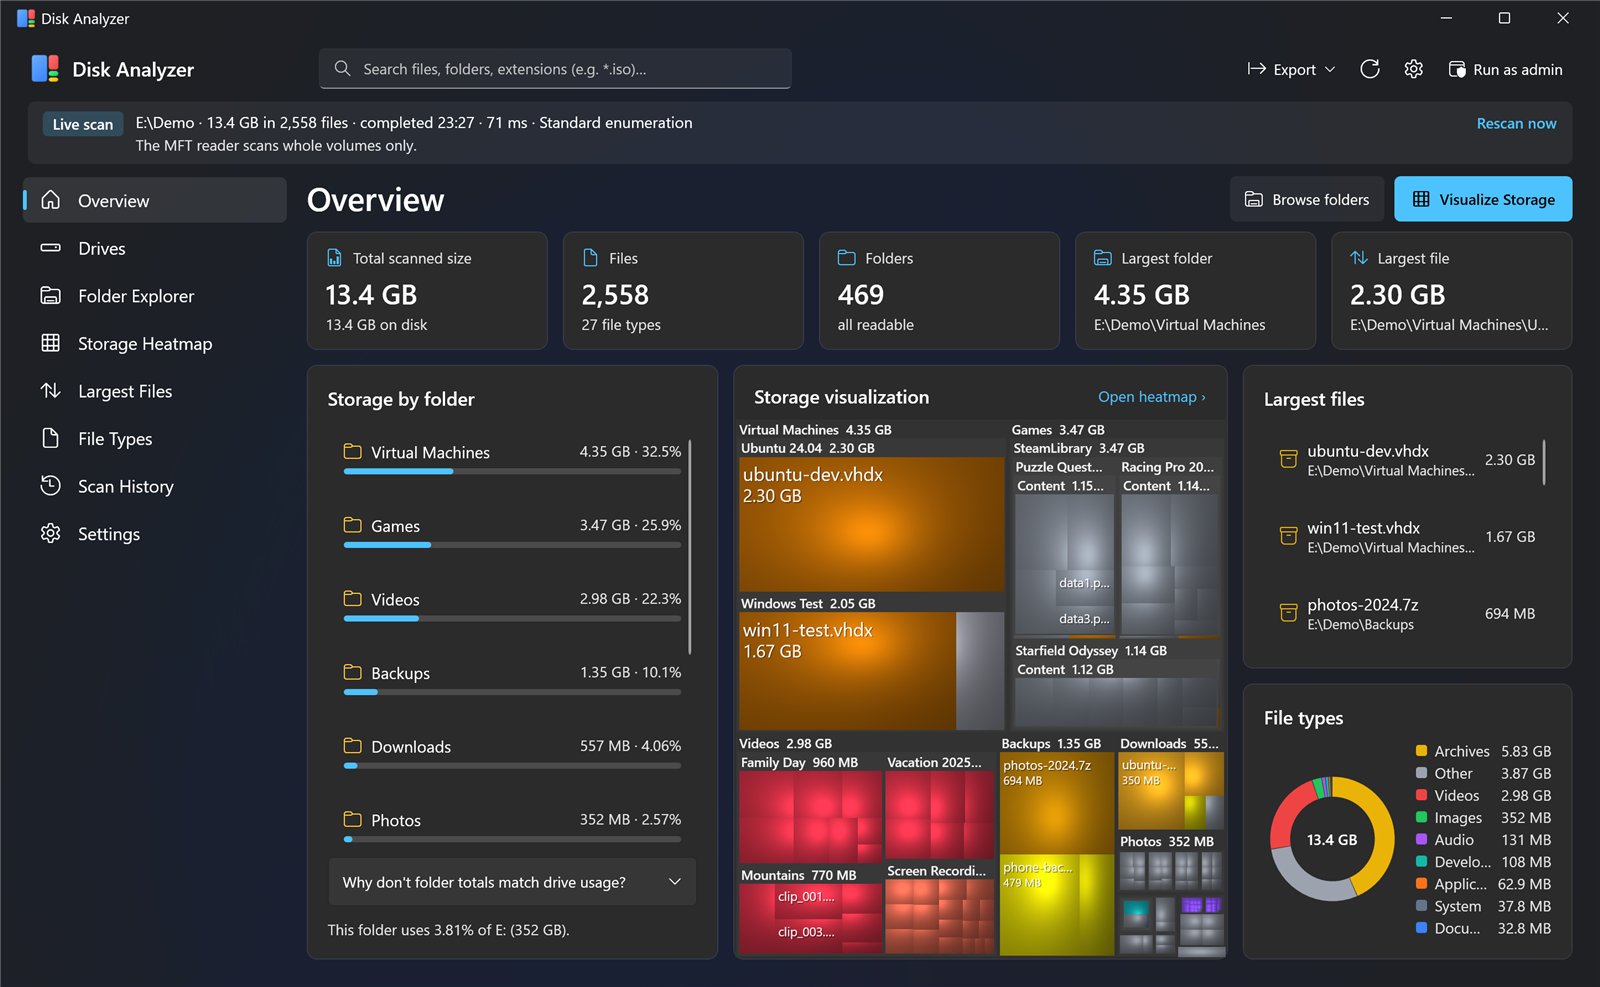 Disk Analyzer
Disk Analyzer
Search files, folders, extensions (e.g. *.iso)...
Export
Run as admin
Live scan
E:\Demo · 13.4 GB in 2,558 files · completed 23:27 · 71 ms · Standard enumeration
The MFT reader scans whole volumes only.
Rescan now
Overview
Drives
Folder Explorer
Storage Heatmap
Largest Files
File Types
Scan History
Settings
Overview
Browse folders
Visualize Storage
Total scanned size
13.4 GB
13.4 GB on disk
Files
2,558
27 file types
Folders
469
all readable
Largest folder
4.35 GB
E:\Demo\Virtual Machines
Largest file
2.30 GB
E:\Demo\Virtual Machines\U...
Storage by folder
Virtual Machines 4.35 GB · 32.5%
Games 3.47 GB · 25.9%
Videos 2.98 GB · 22.3%
Backups 1.35 GB · 10.1%
Downloads 557 MB · 4.06%
Photos 352 MB · 2.57%
Why don't folder totals match drive usage?
This folder uses 3.81% of E: (352 GB).
Storage visualization
Open heatmap ›
Virtual Machines 4.35 GB
Ubuntu 24.04 2.30 GB
ubuntu-dev.vhdx
2.30 GB
Windows Test 2.05 GB
win11-test.vhdx
1.67 GB
Games 3.47 GB
SteamLibrary 3.47 GB
Puzzle Quest...
Content 1.15...
data1.p...
data3.p...
Racing Pro 20...
Content 1.14...
Starfield Odyssey 1.14 GB
Content 1.12 GB
Videos 2.98 GB
Family Day 960 MB
Vacation 2025...
Mountains 770 MB
clip_001....
clip_003....
Screen Recordi...
Backups 1.35 GB
photos-2024.7z
694 MB
phone-bac...
479 MB
Downloads 55...
ubuntu-...
350 MB
Photos 352 MB
Largest files
ubuntu-dev.vhdx
E:\Demo\Virtual Machines...
2.30 GB
win11-test.vhdx
E:\Demo\Virtual Machines...
1.67 GB
photos-2024.7z
E:\Demo\Backups
694 MB
File types
13.4 GB
Archives 5.83 GB
Other 3.87 GB
Videos 2.98 GB
Images 352 MB
Audio 131 MB
Develo... 108 MB
Applic... 62.9 MB
System 37.8 MB
Docu... 32.8 MB